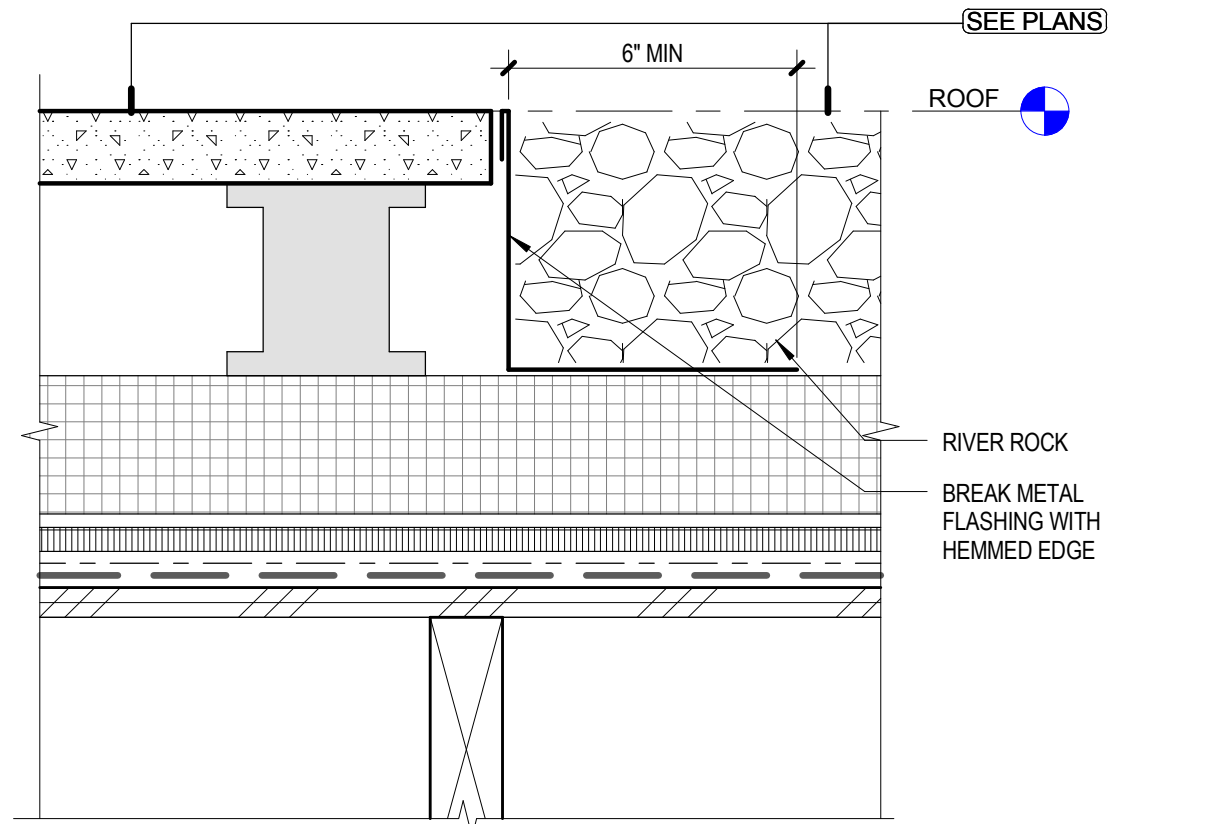 SEE PLANS
6" MIN
ROOF
RIVER ROCK
BREAK METAL
FLASHING WITH
HEMMED EDGE